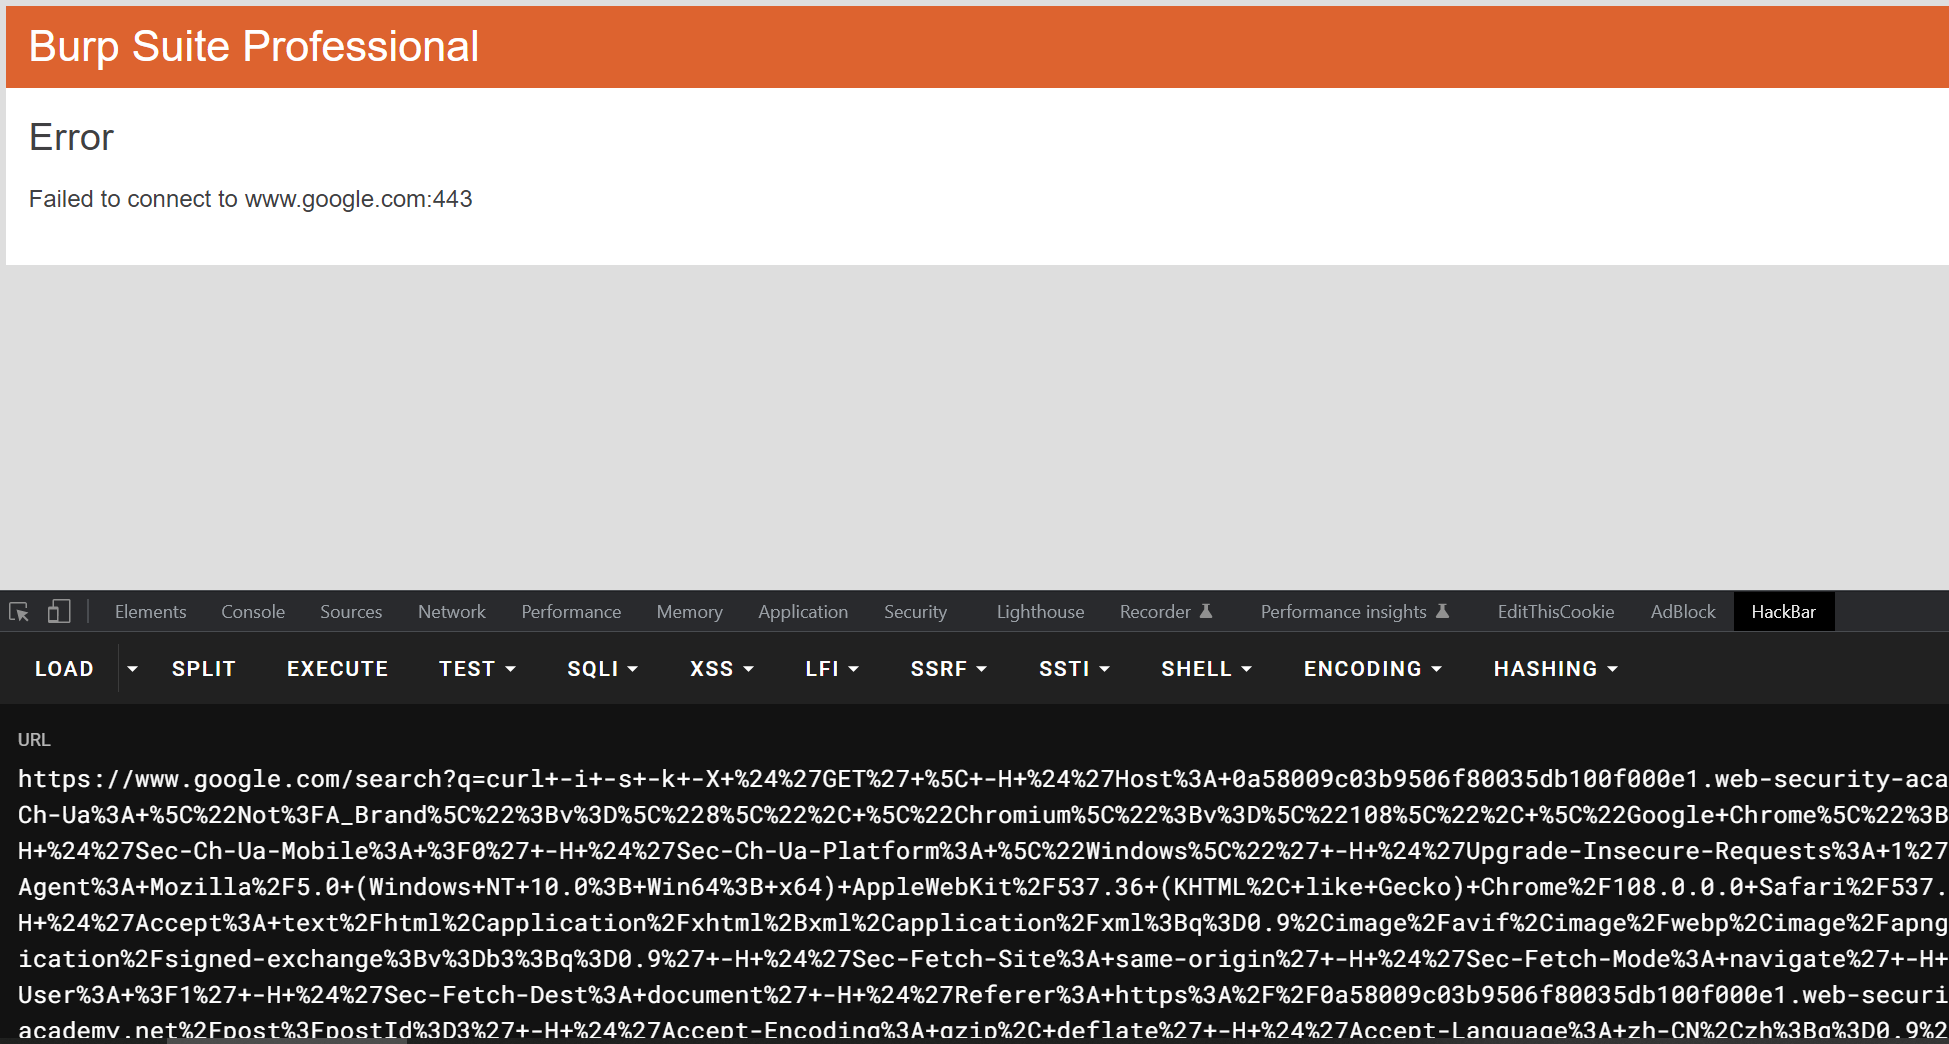 Burp Suite Professional
Error
Failed to connect to www.google.com:443
Elements Console Sources Network Performance Memory Application Security Lighthouse Recorder Performance insights EditThisCookie AdBlock HackBar
LOAD SPLIT EXECUTE TEST SQLI XSS LFI SSRF SSTI SHELL ENCODING HASHING
URL
https://www.google.com/search?q=curl+-i+-s+-k+-X+%24%27GET%27+%5C+-H+%24%27Host%3A+0a58009c03b9506f80035db100f000e1.web-security-aca
Ch-Ua%3A+%5C%22Not%3FA_Brand%5C%22%3Bv%3D%5C%228%5C%22%2C+%5C%22Chromium%5C%22%3Bv%3D%5C%22108%5C%22%2C+%5C%22Google+Chrome%5C%22%3B
H+%24%27Sec-Ch-Ua-Mobile%3A+%3F0%27+-H+%24%27Sec-Ch-Ua-Platform%3A+%5C%22Windows%5C%22%27+-H+%24%27Upgrade-Insecure-Requests%3A+1%27
Agent%3A+Mozilla%2F5.0+(Windows+NT+10.0%3B+Win64%3B+x64)+AppleWebKit%2F537.36+(KHTML%2C+like+Gecko)+Chrome%2F108.0.0.0+Safari%2F537.
H+%24%27Accept%3A+text%2Fhtml%2Capplication%2Fxhtml%2Bxml%2Capplication%2Fxml%3Bq%3D0.9%2Cimage%2Favif%2Cimage%2Fwebp%2Cimage%2Fapng
ication%2Fsigned-exchange%3Bv%3Db3%3Bq%3D0.9%27+-H+%24%27Sec-Fetch-Site%3A+same-origin%27+-H+%24%27Sec-Fetch-Mode%3A+navigate%27+-H+
User%3A+%3F1%27+-H+%24%27Sec-Fetch-Dest%3A+document%27+-H+%24%27Referer%3A+https%3A%2F%2F0a58009c03b9506f80035db100f000e1.web-securi
academy.net%2Fpost%3FpostId%3D3%27+-H+%24%27Accept-Encoding%3A+gzip%2C+deflate%27+-H+%24%27Accept-Language%3A+zh-CN%2Czh%3Bq%3D0.9%2